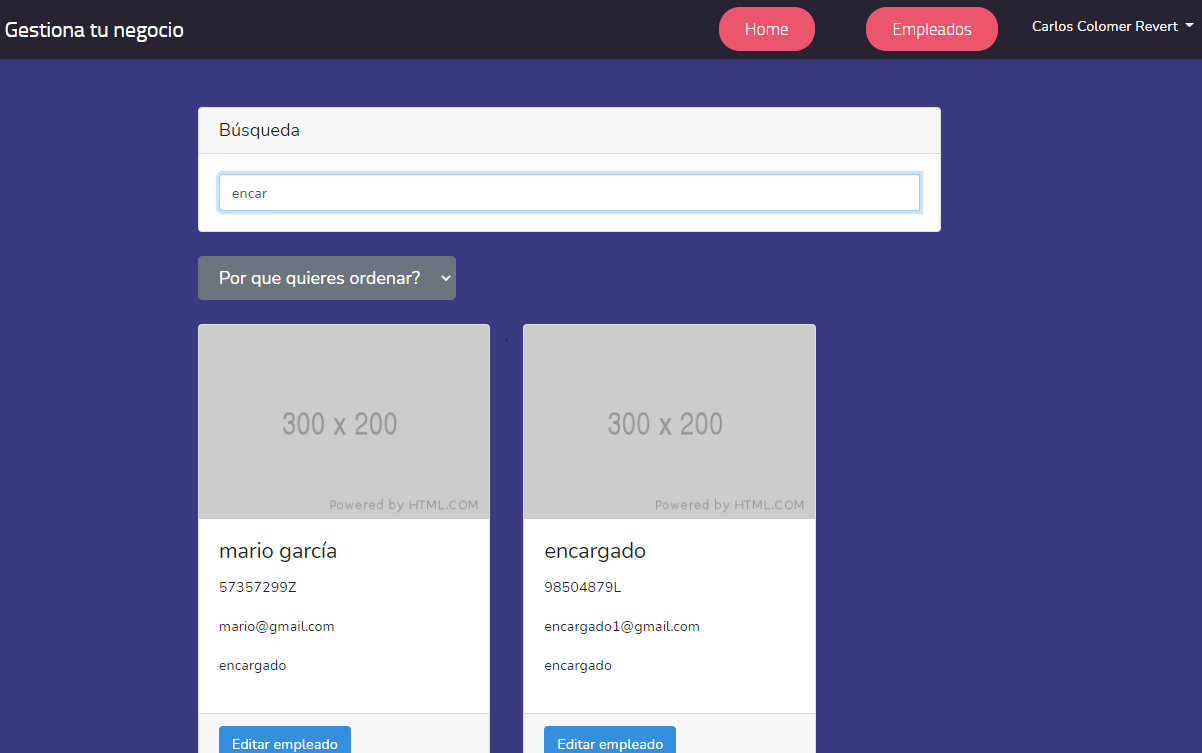 Gestiona tu negocio
Home
Empleados
Carlos Colomer Revert
Búsqueda
encar
Por que quieres ordenar?
300 x 200
Powered by HTML.COM
mario garcía
57357299Z
mario@gmail.com
encargado
Editar empleado
300 x 200
Powered by HTML.COM
encargado
98504879L
encargado1@gmail.com
encargado
Editar empleado